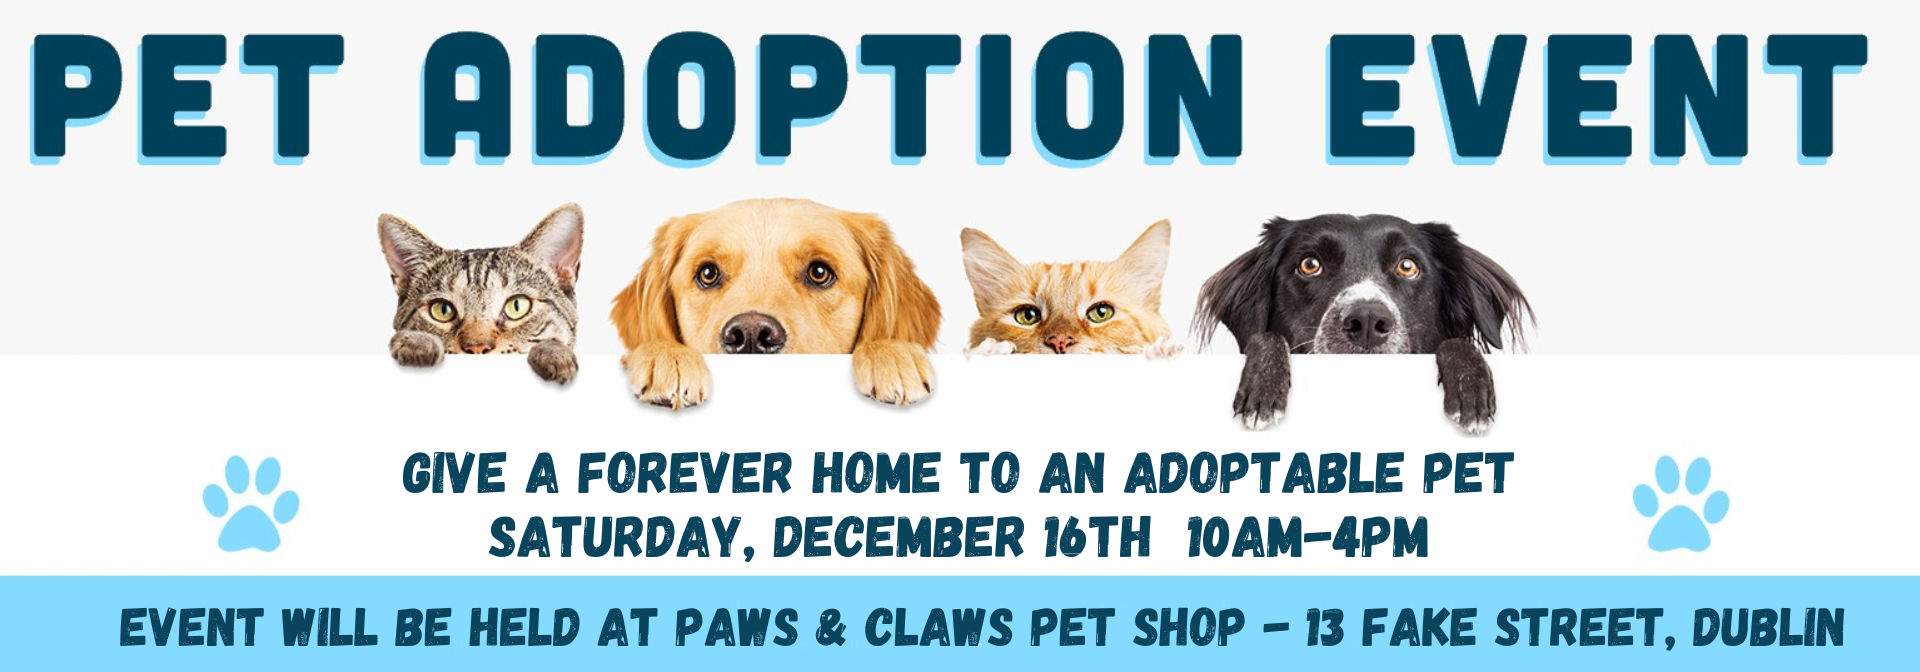 PET ADOPTION EVENT
GIVE A FOREVER HOME TO AN ADOPTABLE PET
SATURDAY, DECEMBER 16TH 10AM-4PM
EVENT WILL BE HELD AT PAWS & CLAWS PET SHOP - 13 FAKE STREET, DUBLIN